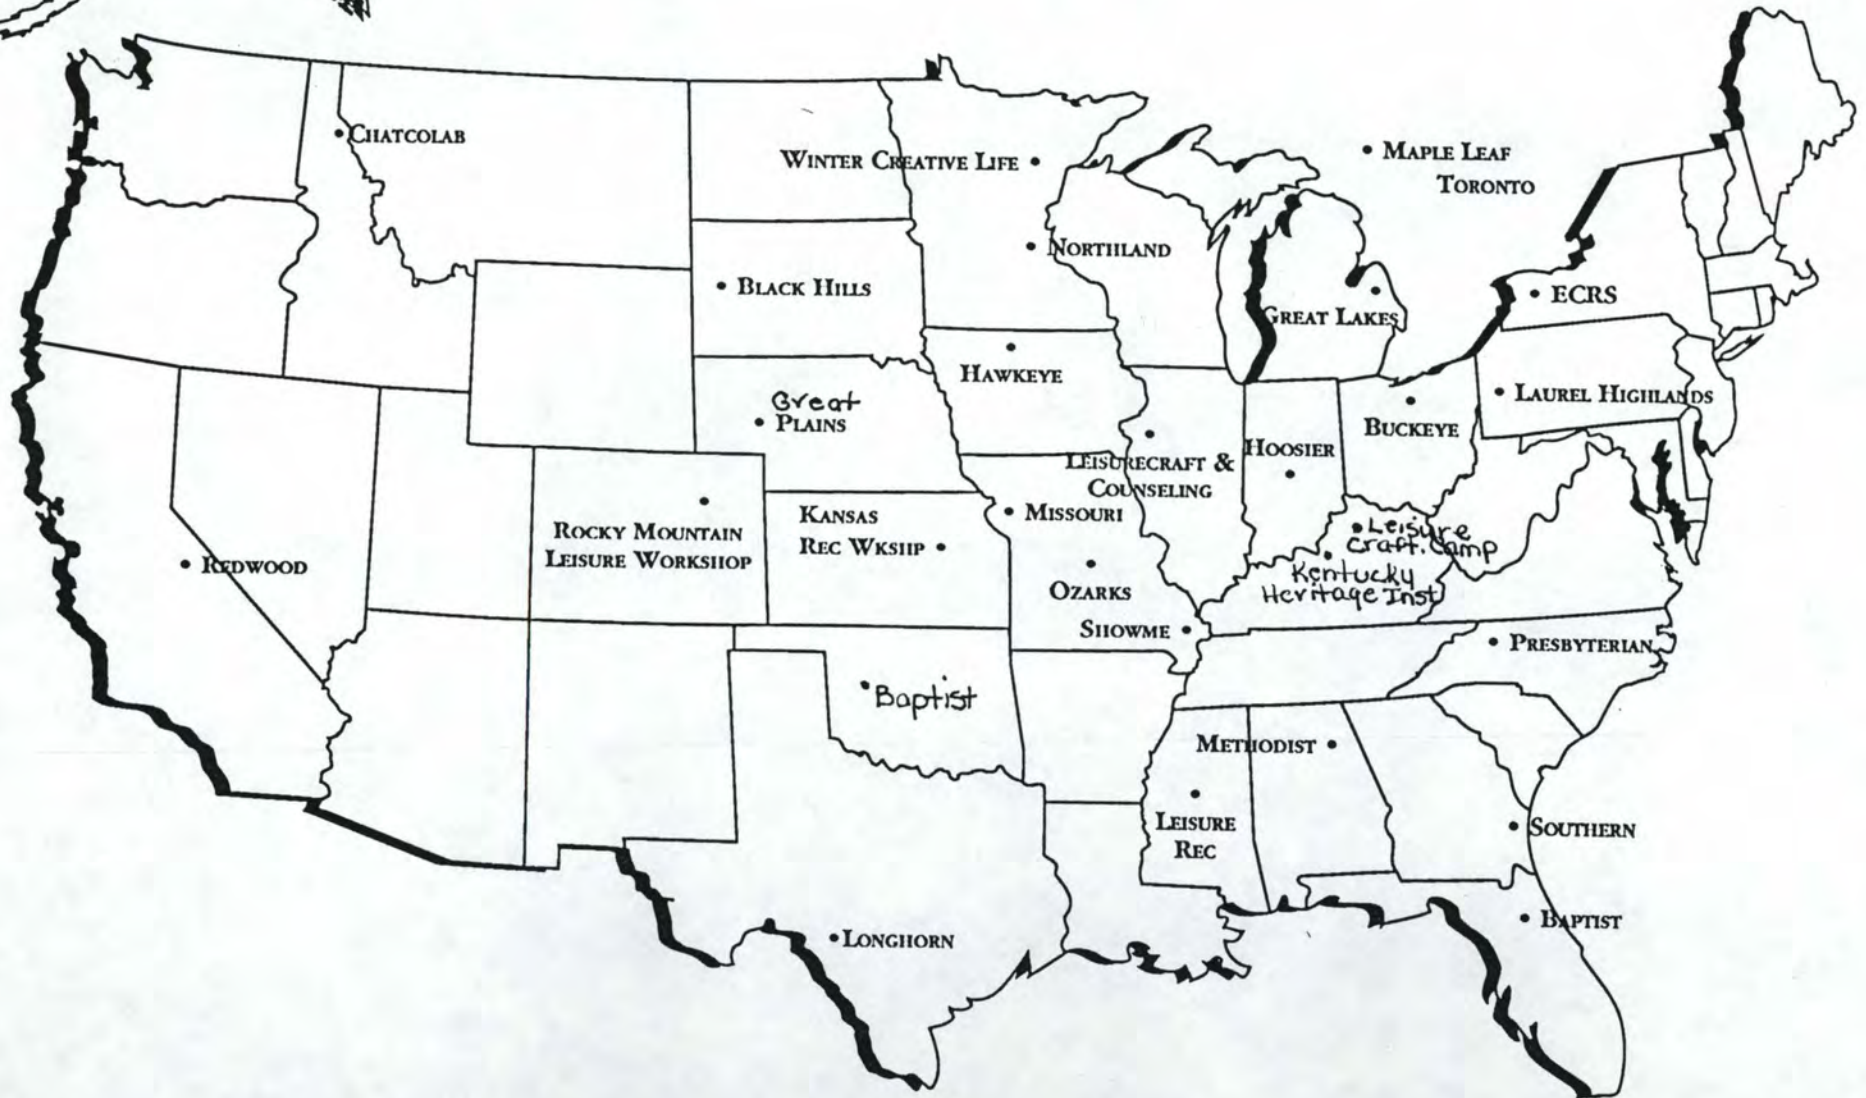 CHATCOLAB
WINTER CREATIVE LIFE
MAPLE LEAF
TORONTO
NORTHLAND
BLACK HILLS
GREAT LAKES
ECRS
HAWKEYE
Great
PLAINS
LAUREL HIGHLANDS
BUCKEYE
HOOSIER
LEISURECRAFT &
COUNSELING
ROCKY MOUNTAIN
LEISURE WORKSHOP
KANSAS
REC WKSHP
MISSOURI
Leisure
Craft. Camp
REDWOOD
Kentucky
Heritage Inst
OZARKS
SHOWME
PRESBYTERIAN
Baptist
METHODIST
LEISURE
REC
SOUTHERN
BAPTIST
LONGHORN